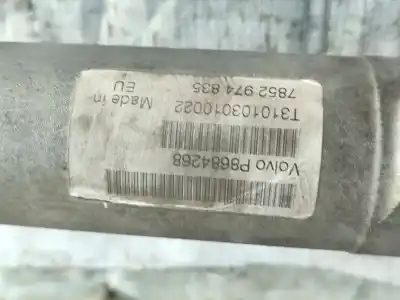 Volvo P8684268
T310103010022
7852 974 835
Made in
EU